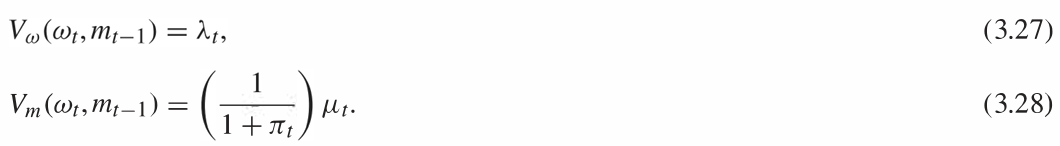 V_ω(ω_t, m_{t−1}) = λ_t, (3.27)
V_m(ω_t, m_{t−1}) = (1 / (1 + π_t)) μ_t. (3.28)